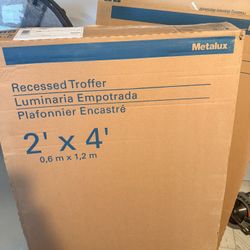 Metalux
Recessed Troffer
Luminaria Empotrada
Plafonnier Encastré
2' x 4'
0,6 m x 1,2 m